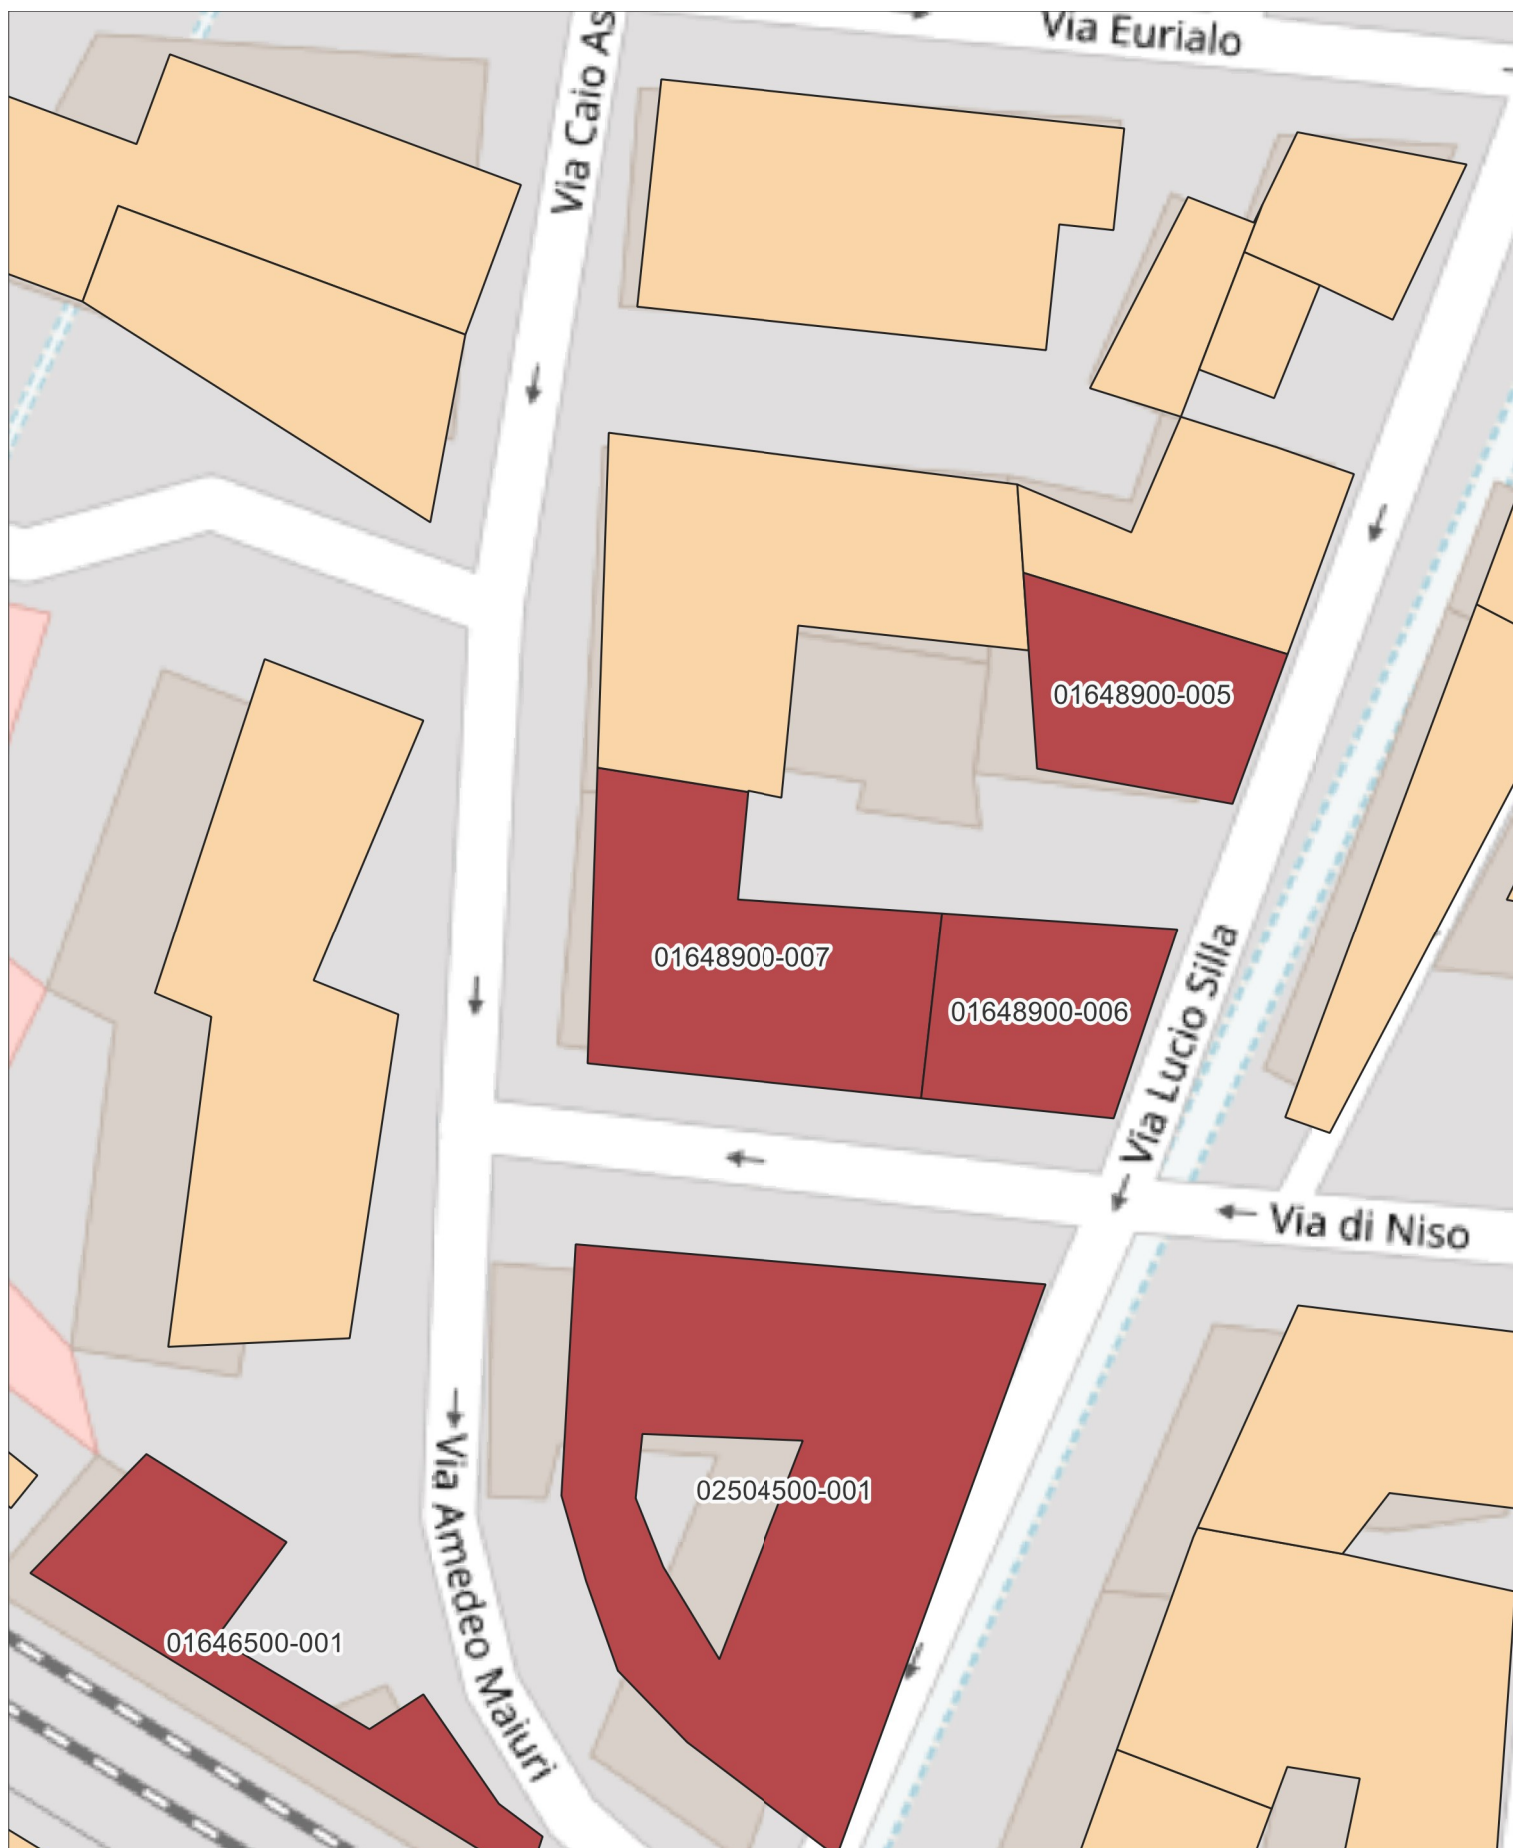 Via Eurialo
Via Caio As
01648900-005
01648900-007
01648900-006
Via Lucio Silla
Via di Niso
02504500-001
Via Amedeo Maiuri
01646500-001